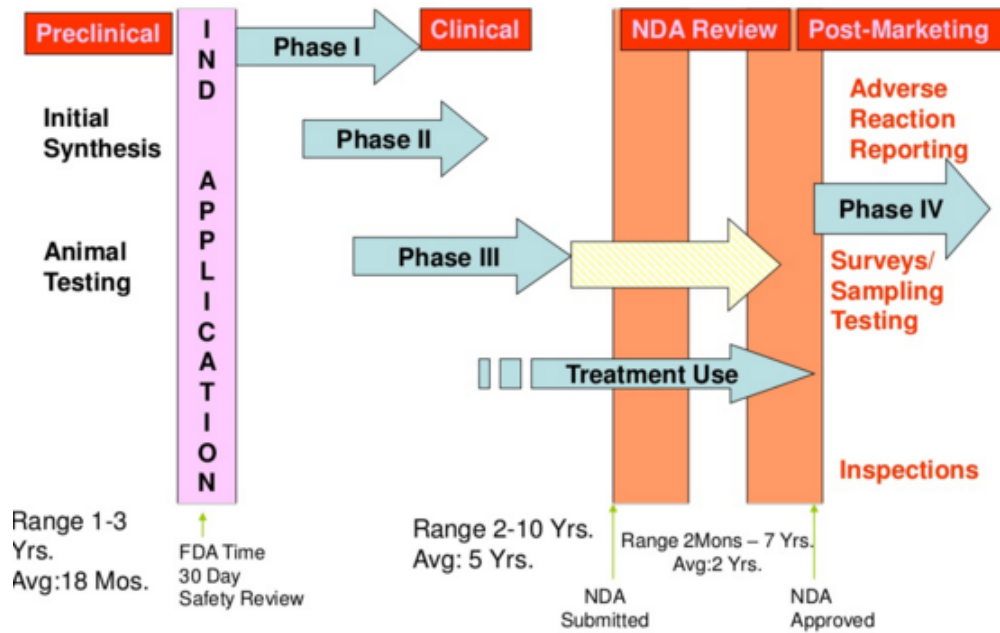 Preclinical
IND APPLICATION
Phase I
Clinical
NDA Review
Post-Marketing
Initial
Synthesis
Phase II
Adverse
Reaction
Reporting
Animal
Testing
Phase III
Phase IV
Surveys/
Sampling
Testing
Treatment Use
Inspections
Range 1-3
Yrs.
Avg:18 Mos.
FDA Time
30 Day
Safety Review
Range 2-10 Yrs.
Avg: 5 Yrs.
Range 2Mons – 7 Yrs.
Avg:2 Yrs.
NDA
Submitted
NDA
Approved